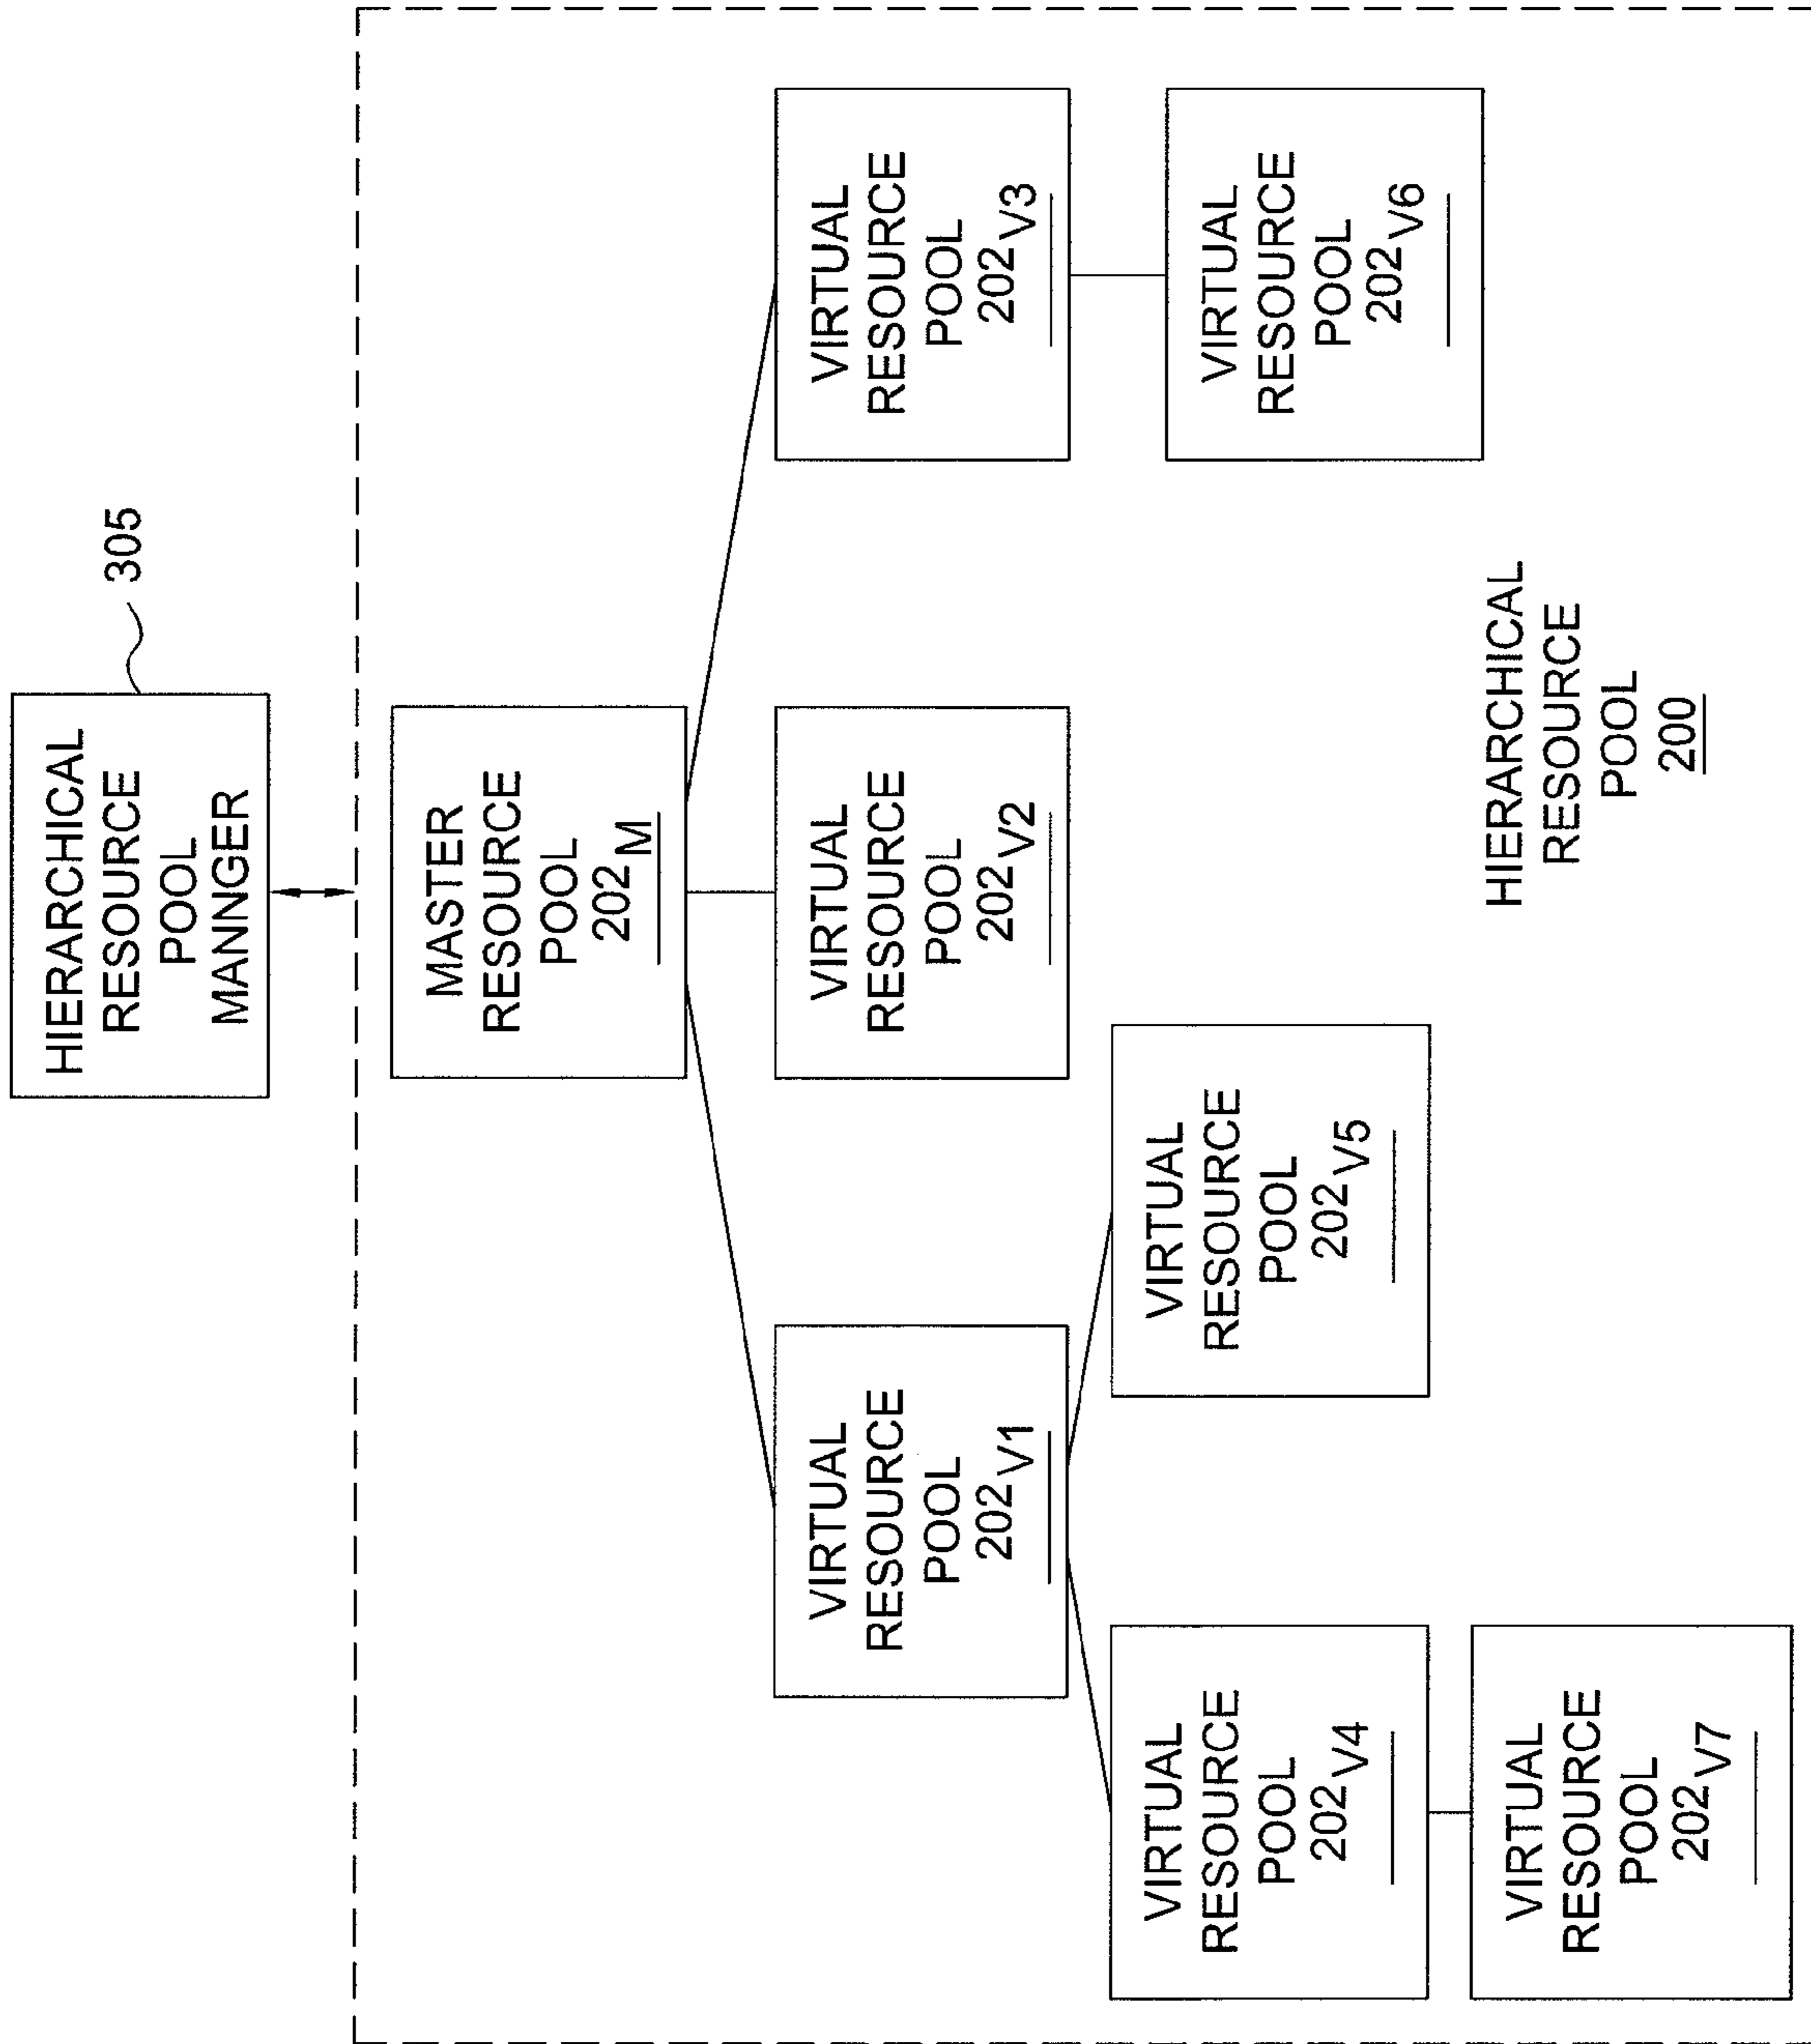 HIERARCHICAL
RESOURCE
POOL
MANNGER
305
MASTER
RESOURCE
POOL
202M
VIRTUAL
RESOURCE
POOL
202V1
VIRTUAL
RESOURCE
POOL
202V2
VIRTUAL
RESOURCE
POOL
202V3
VIRTUAL
RESOURCE
POOL
202V4
VIRTUAL
RESOURCE
POOL
202V5
VIRTUAL
RESOURCE
POOL
202V6
VIRTUAL
RESOURCE
POOL
202V7
HIERARCHICAL
RESOURCE
POOL
200